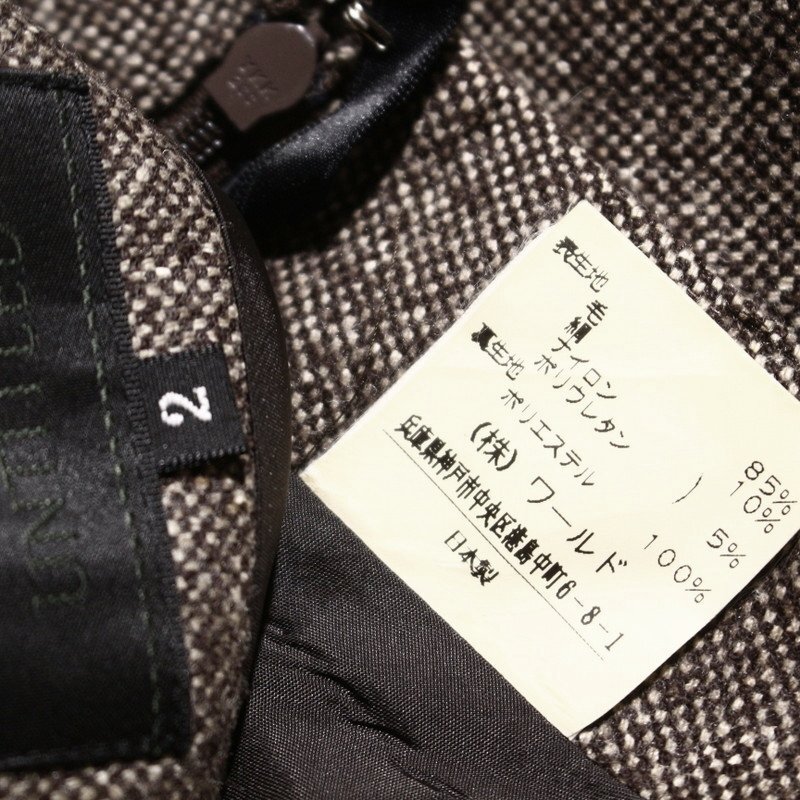 YKK
2
UNTITLED
表生地 毛 85%
絹 10%
ナイロン
ポリウレタン ) 5%
裏生地 ポリエステル 100%
(株) ワールド
兵庫県神戸市中央区港島中町6-8-1
日本製